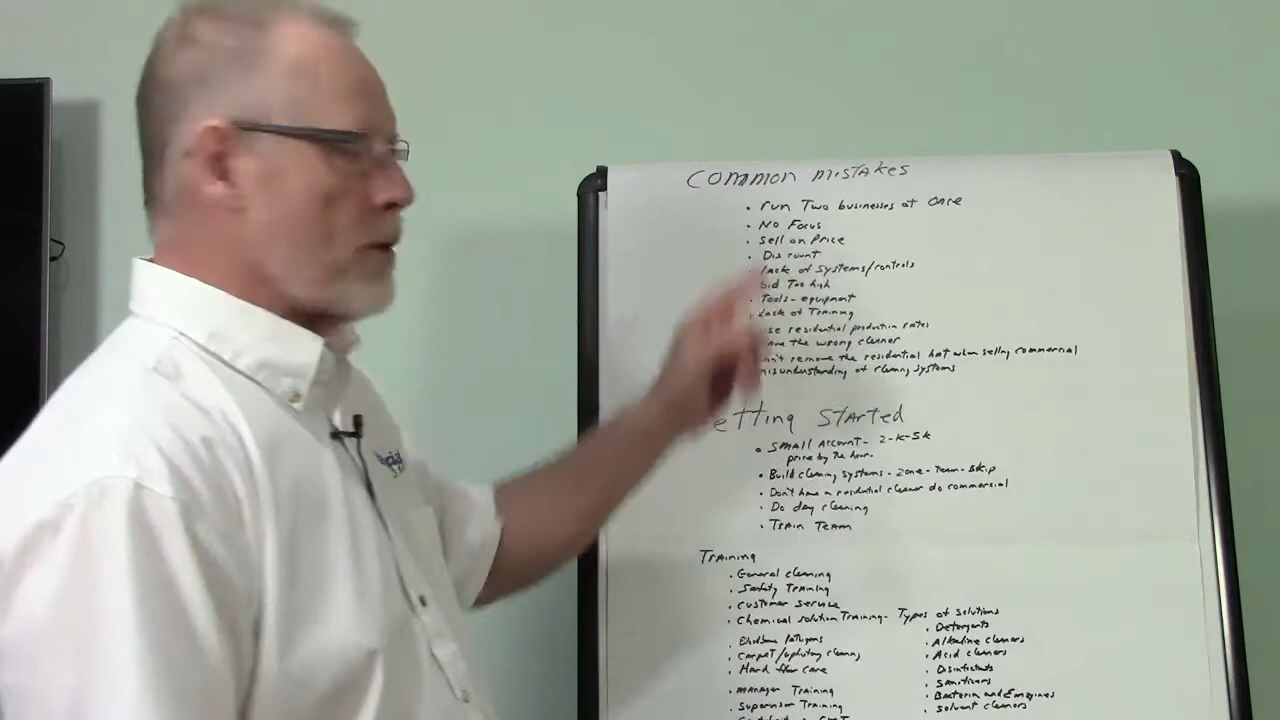 Common mistakes
• run Two businesses at Once
• No Focus
• Sell on Price
• Discount
• Lack of Systems/controls
bid Too high
• Tools - equipment
• Lack of Training
se residential production rates
the wrong cleaner
n't remove the residential hat when selling commercial
misunderstanding of cleaning systems
etting Started
• SMALL Account - 2-k-5k
price by the hour.
• Build cleaning systems - zone - Team - skip
• Don't have a residential cleaner do commercial
• Do day cleaning
• Train Team
Training
• General cleaning
• Safety Training
• Customer Service
• Chemical solution Training - Types of solutions
• Detergents
• Alkaline cleaners
• Acid cleaners
• Disinfectants
• Sanitizers
• Bacteria and Emzymes
• Solvent cleaners
Bloodborne Pathogens
• Carpet/upholstery cleaning
• Hard floor care
• Manager Training
• Supervisor Training